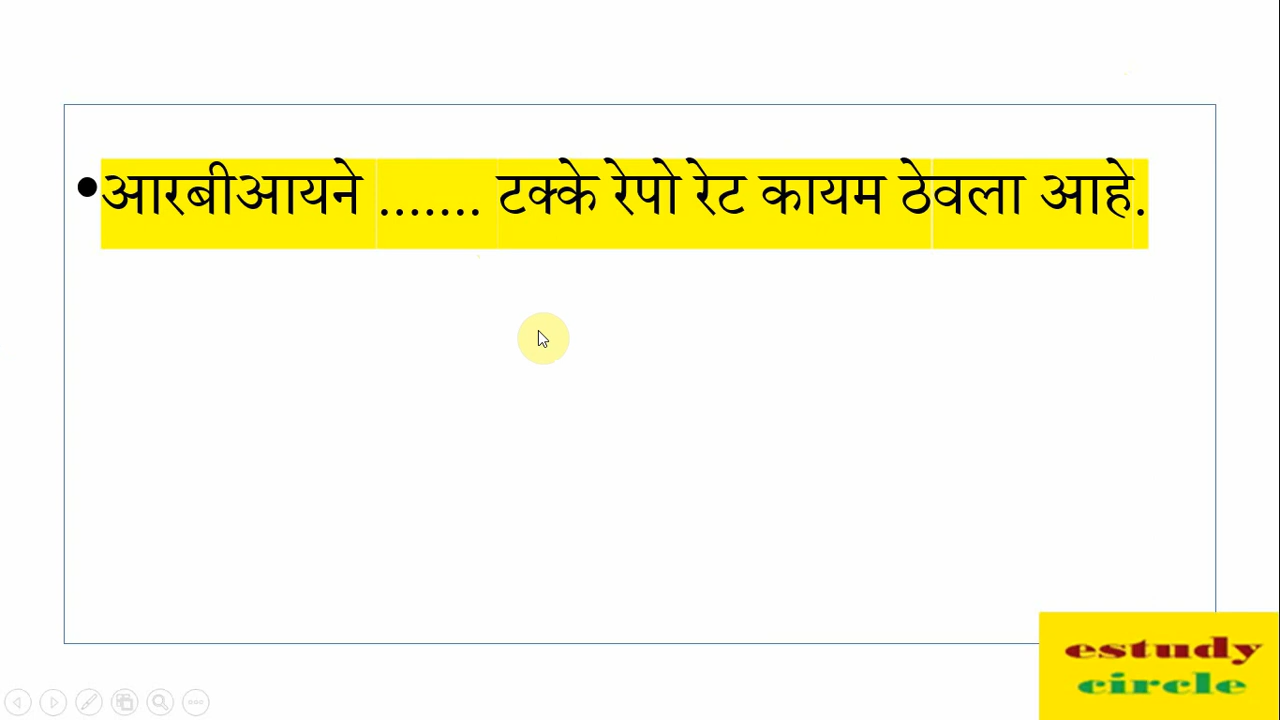 •आरबीआयने ....... टक्के रेपो रेट कायम ठेवला आहे.
estudy
circle